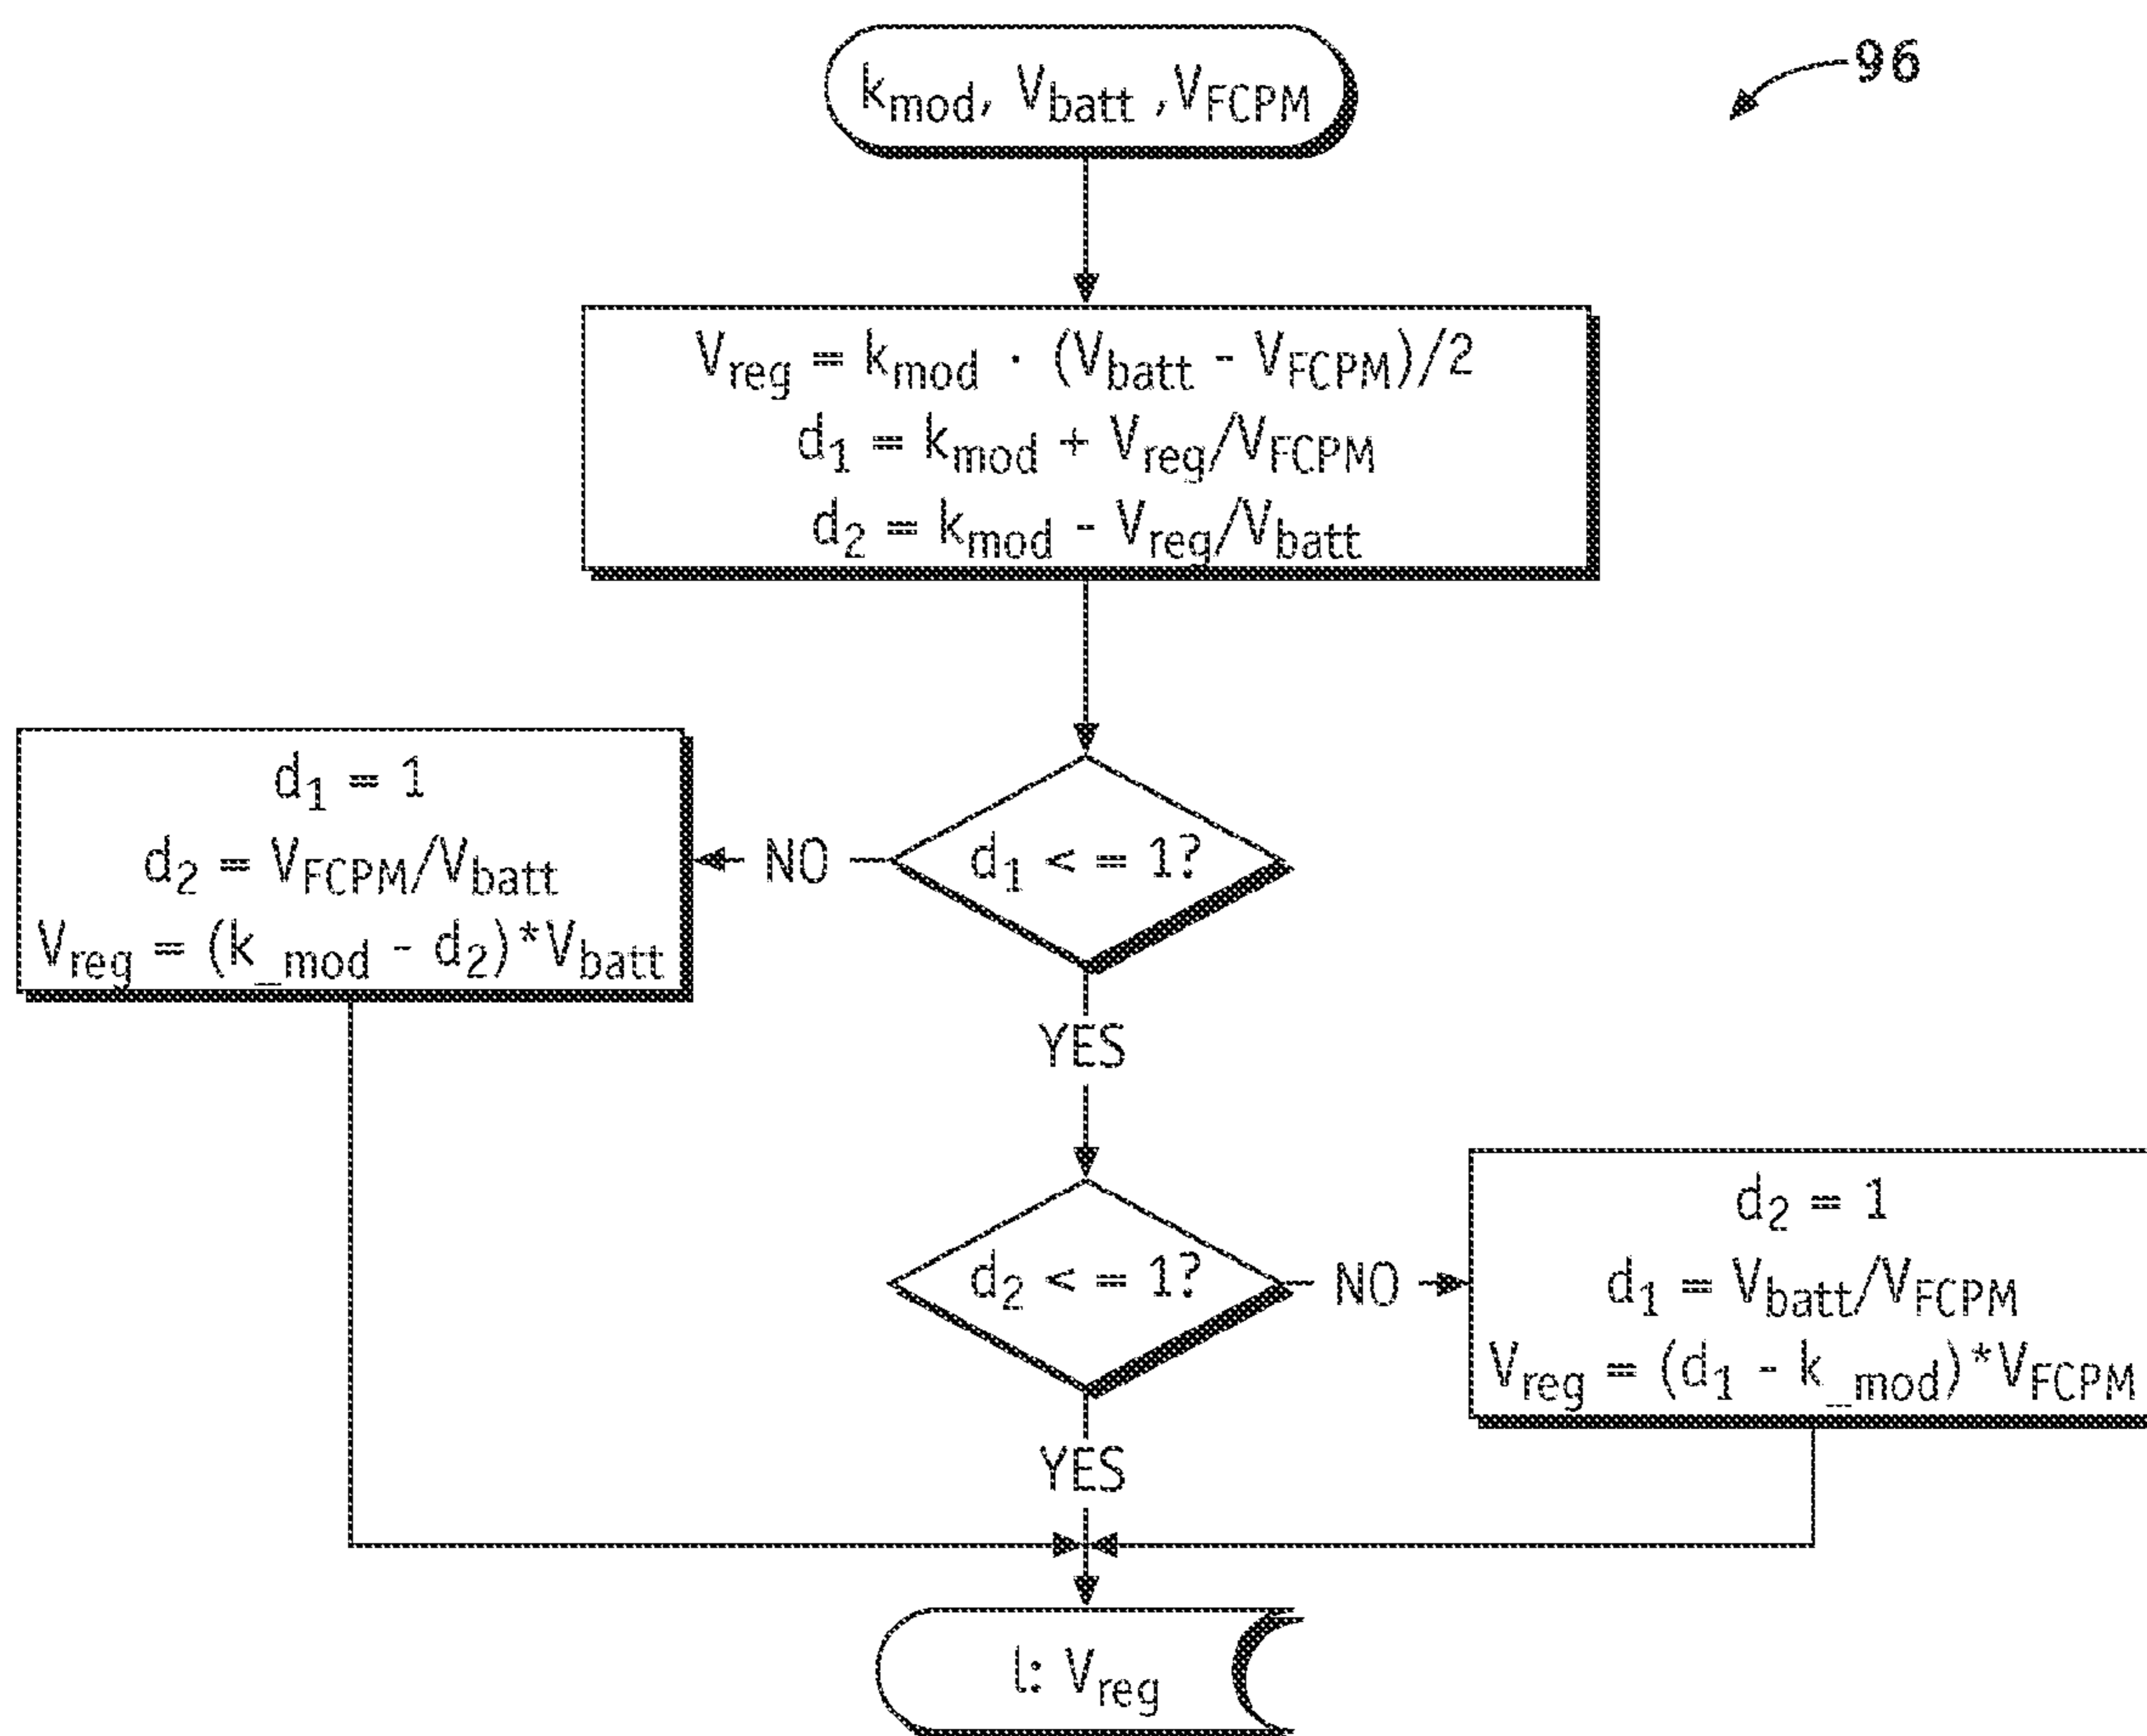 96
k_mod, V_batt ,V_FCPM
V_reg = k_mod · (V_batt - V_FCPM)/2
d_1 = k_mod + V_reg/V_FCPM
d_2 = k_mod - V_reg/V_batt
d_1 = 1
d_2 = V_FCPM/V_batt
V_reg = (k_mod - d_2)*V_batt
NO
d_1 < = 1?
YES
d_2 < = 1?
NO
d_2 = 1
d_1 = V_batt/V_FCPM
V_reg = (d_1 - k_mod)*V_FCPM
YES
l: V_reg